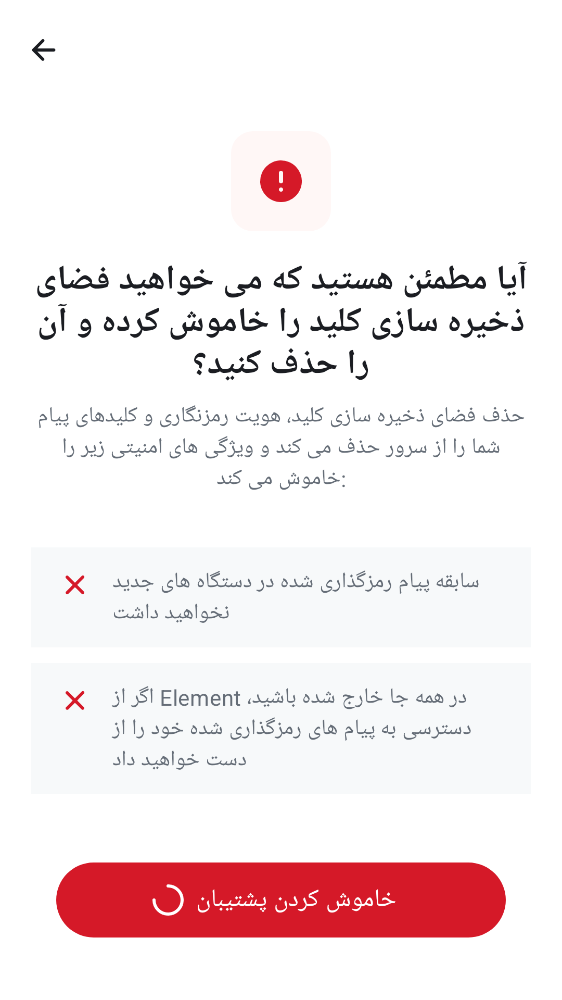 آیا مطمئن هستید که می خواهید فضای
ذخیره سازی کلید را خاموش کرده و آن
را حذف کنید؟
حذف فضای ذخیره سازی کلید، هویت رمزنگاری و کلیدهای پیام
شما را از سرور حذف می کند و ویژگی های امنیتی زیر را
خاموش می کند:
سابقه پیام رمزگذاری شده در دستگاه های جدید
نخواهید داشت
اگر از Element در همه جا خارج شده باشید،
دسترسی به پیام های رمزگذاری شده خود را از
دست خواهید داد
خاموش کردن پشتیبان